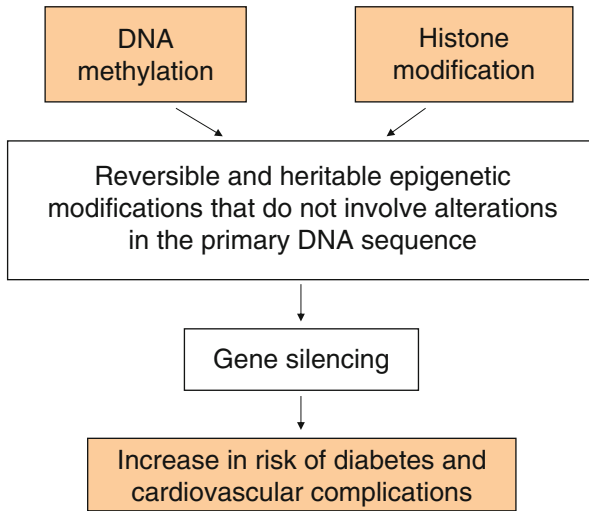 DNA
methylation
Histone
modification
Reversible and heritable epigenetic
modifications that do not involve alterations
in the primary DNA sequence
Gene silencing
Increase in risk of diabetes and
cardiovascular complications